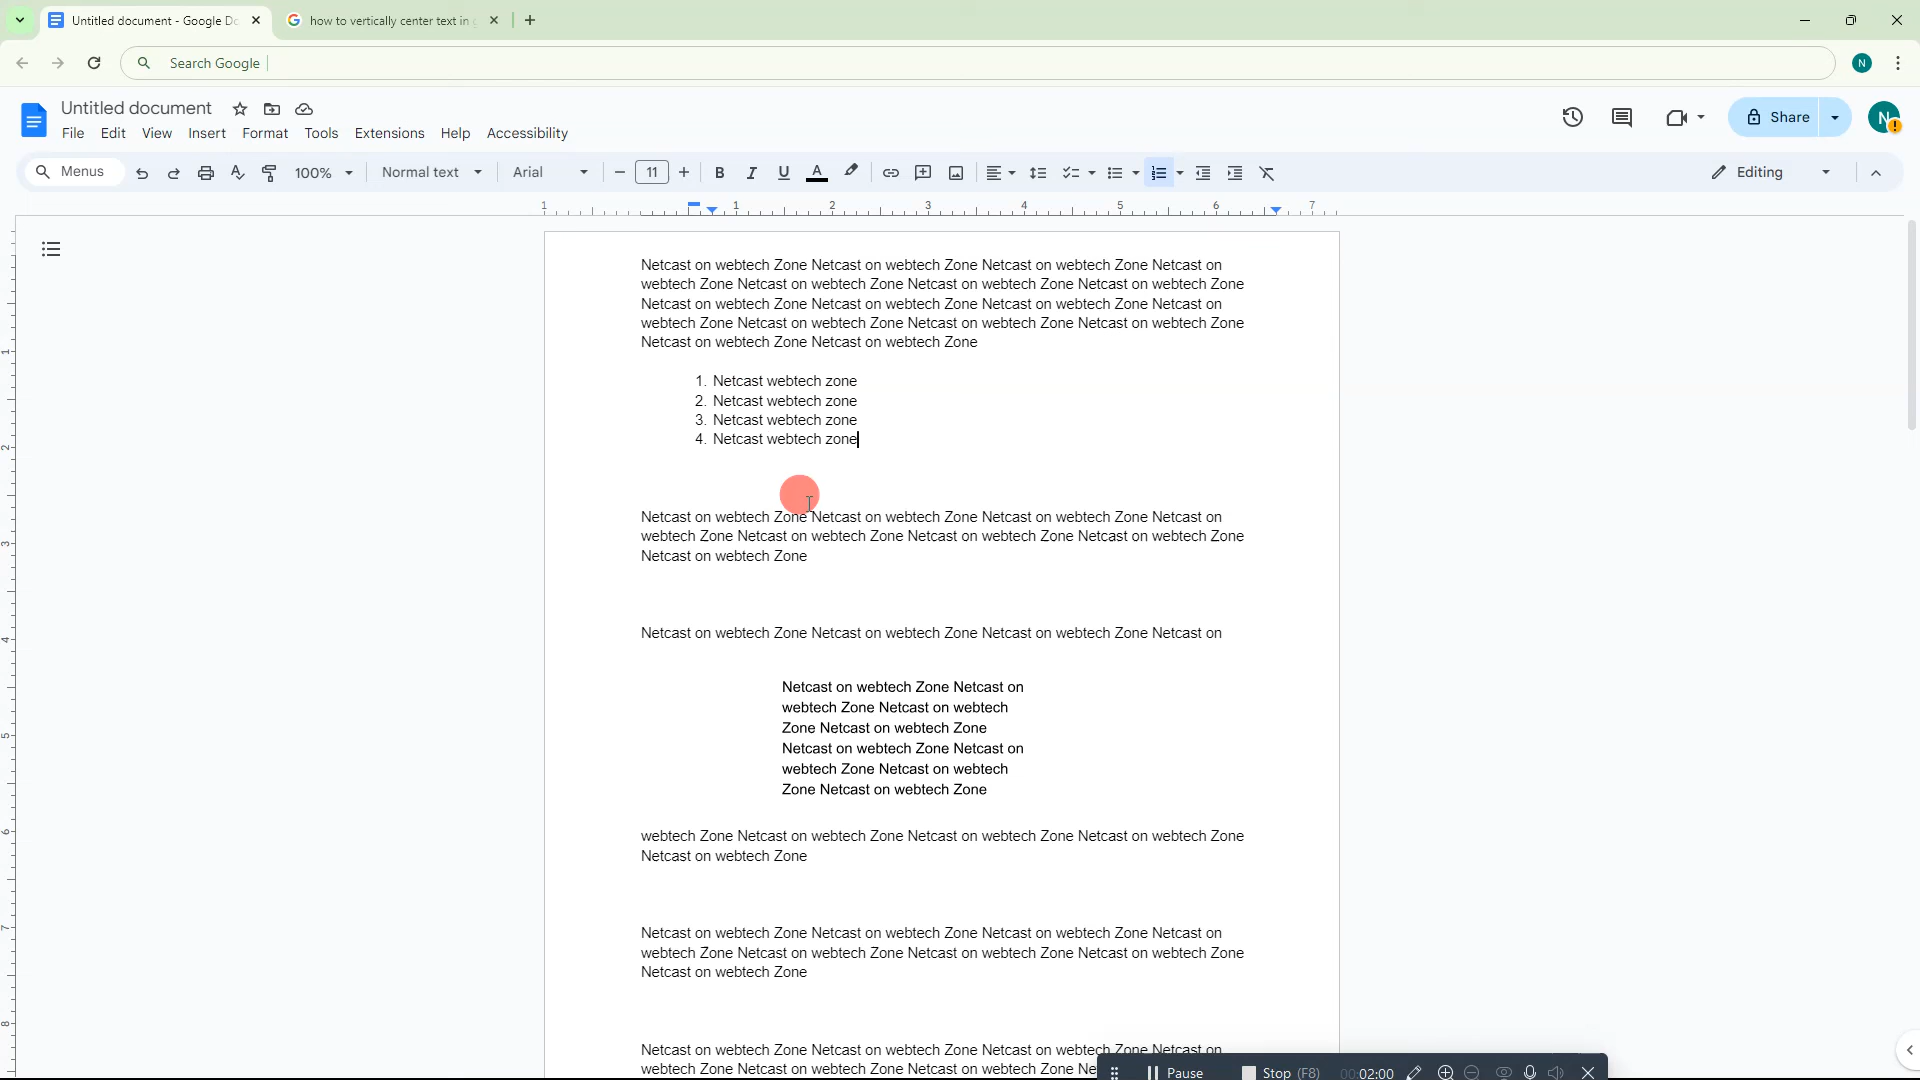 Untitled document - Google Do
how to vertically center text in g
Search Google
Untitled document
File Edit View Insert Format Tools Extensions Help Accessibility
Share
N
Menus 100% Normal text Arial 11 B I U A Editing
1 1 2 3 4 5 6 7
Netcast on webtech Zone Netcast on webtech Zone Netcast on webtech Zone Netcast on
webtech Zone Netcast on webtech Zone Netcast on webtech Zone Netcast on webtech Zone
Netcast on webtech Zone Netcast on webtech Zone Netcast on webtech Zone Netcast on
webtech Zone Netcast on webtech Zone Netcast on webtech Zone Netcast on webtech Zone
Netcast on webtech Zone Netcast on webtech Zone
1. Netcast webtech zone
2. Netcast webtech zone
3. Netcast webtech zone
4. Netcast webtech zone
Netcast on webtech Zone Netcast on webtech Zone Netcast on webtech Zone Netcast on
webtech Zone Netcast on webtech Zone Netcast on webtech Zone Netcast on webtech Zone
Netcast on webtech Zone
Netcast on webtech Zone Netcast on webtech Zone Netcast on webtech Zone Netcast on
Netcast on webtech Zone Netcast on
webtech Zone Netcast on webtech
Zone Netcast on webtech Zone
Netcast on webtech Zone Netcast on
webtech Zone Netcast on webtech
Zone Netcast on webtech Zone
webtech Zone Netcast on webtech Zone Netcast on webtech Zone Netcast on webtech Zone
Netcast on webtech Zone
Netcast on webtech Zone Netcast on webtech Zone Netcast on webtech Zone Netcast on
webtech Zone Netcast on webtech Zone Netcast on webtech Zone Netcast on webtech Zone
Netcast on webtech Zone
Netcast on webtech Zone Netcast on webtech Zone Netcast on webtech Zone Netcast on
webtech Zone Netcast on webtech Zone Netcast on webtech Zone Ne
Pause Stop (F8) 00:02:00